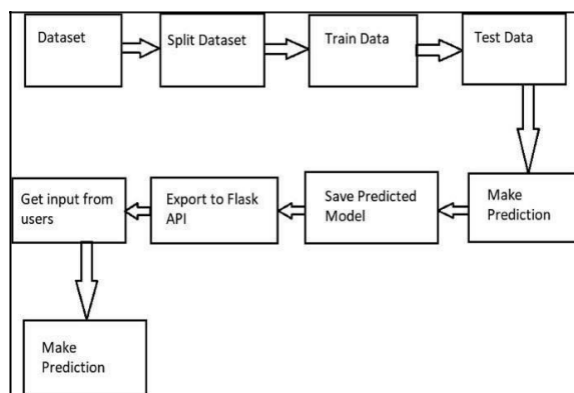 Dataset
Split Dataset
Train Data
Test Data
Make
Prediction
Save Predicted
Model
Export to Flask
API
Get input from
users
Make
Prediction